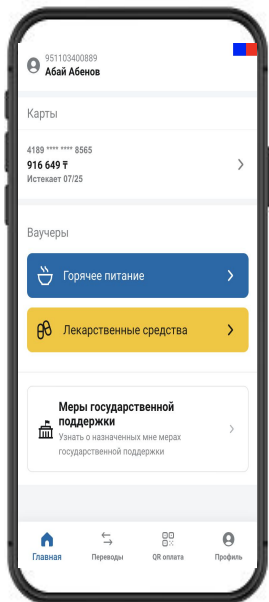 951103400889
Абай Абенов
Карты
4189 **** **** 8565
916 649 ₸
Истекает 07/25
Ваучеры
Горячее питание
Лекарственные средства
Меры государственной
поддержки
Узнать о назначенных мне мерах
государственной поддержки
Главная
Переводы
QR оплата
Профиль